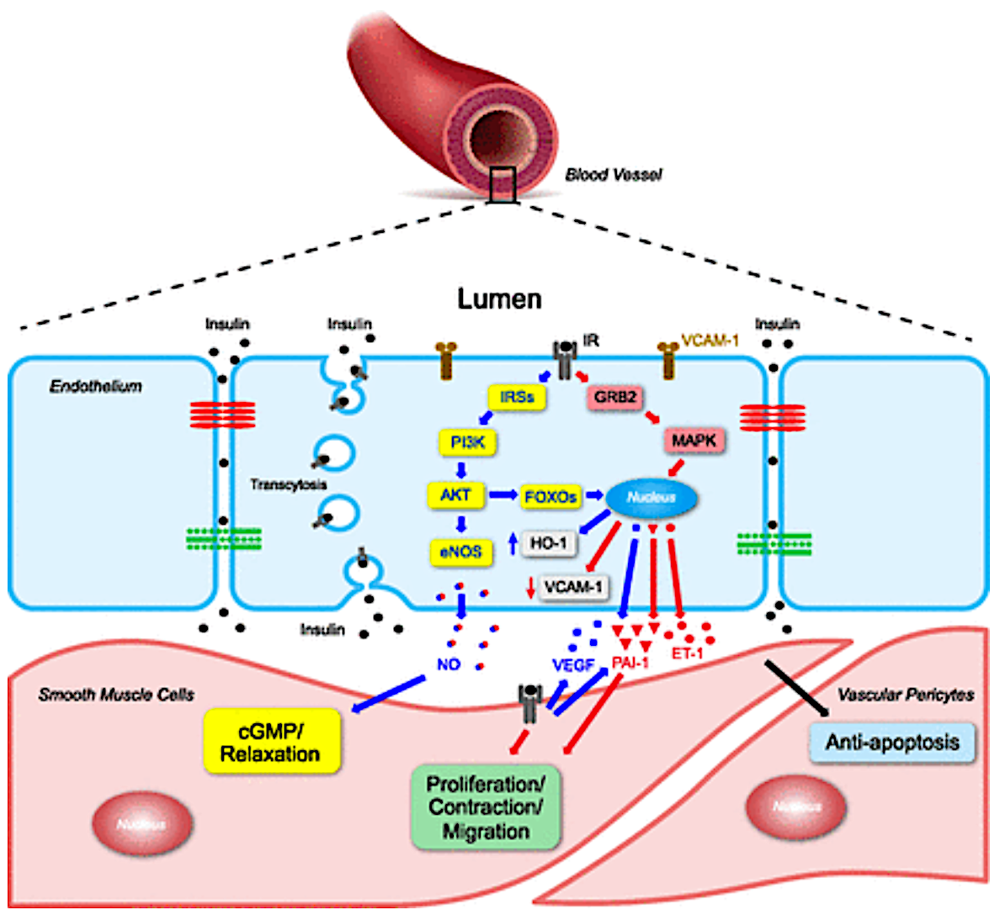 Blood Vessel
Lumen
Insulin
Insulin
Insulin
IR
VCAM-1
Endothelium
IRSs
GRB2
PI3K
MAPK
Transcytosis
AKT
FOXOs
Nucleus
HO-1
eNOS
VCAM-1
Insulin
NO
VEGF
PAI-1
ET-1
Smooth Muscle Cells
Vascular Pericytes
cGMP/
Relaxation
Anti-apoptosis
Proliferation/
Contraction/
Migration
Nucleus
Nucleus